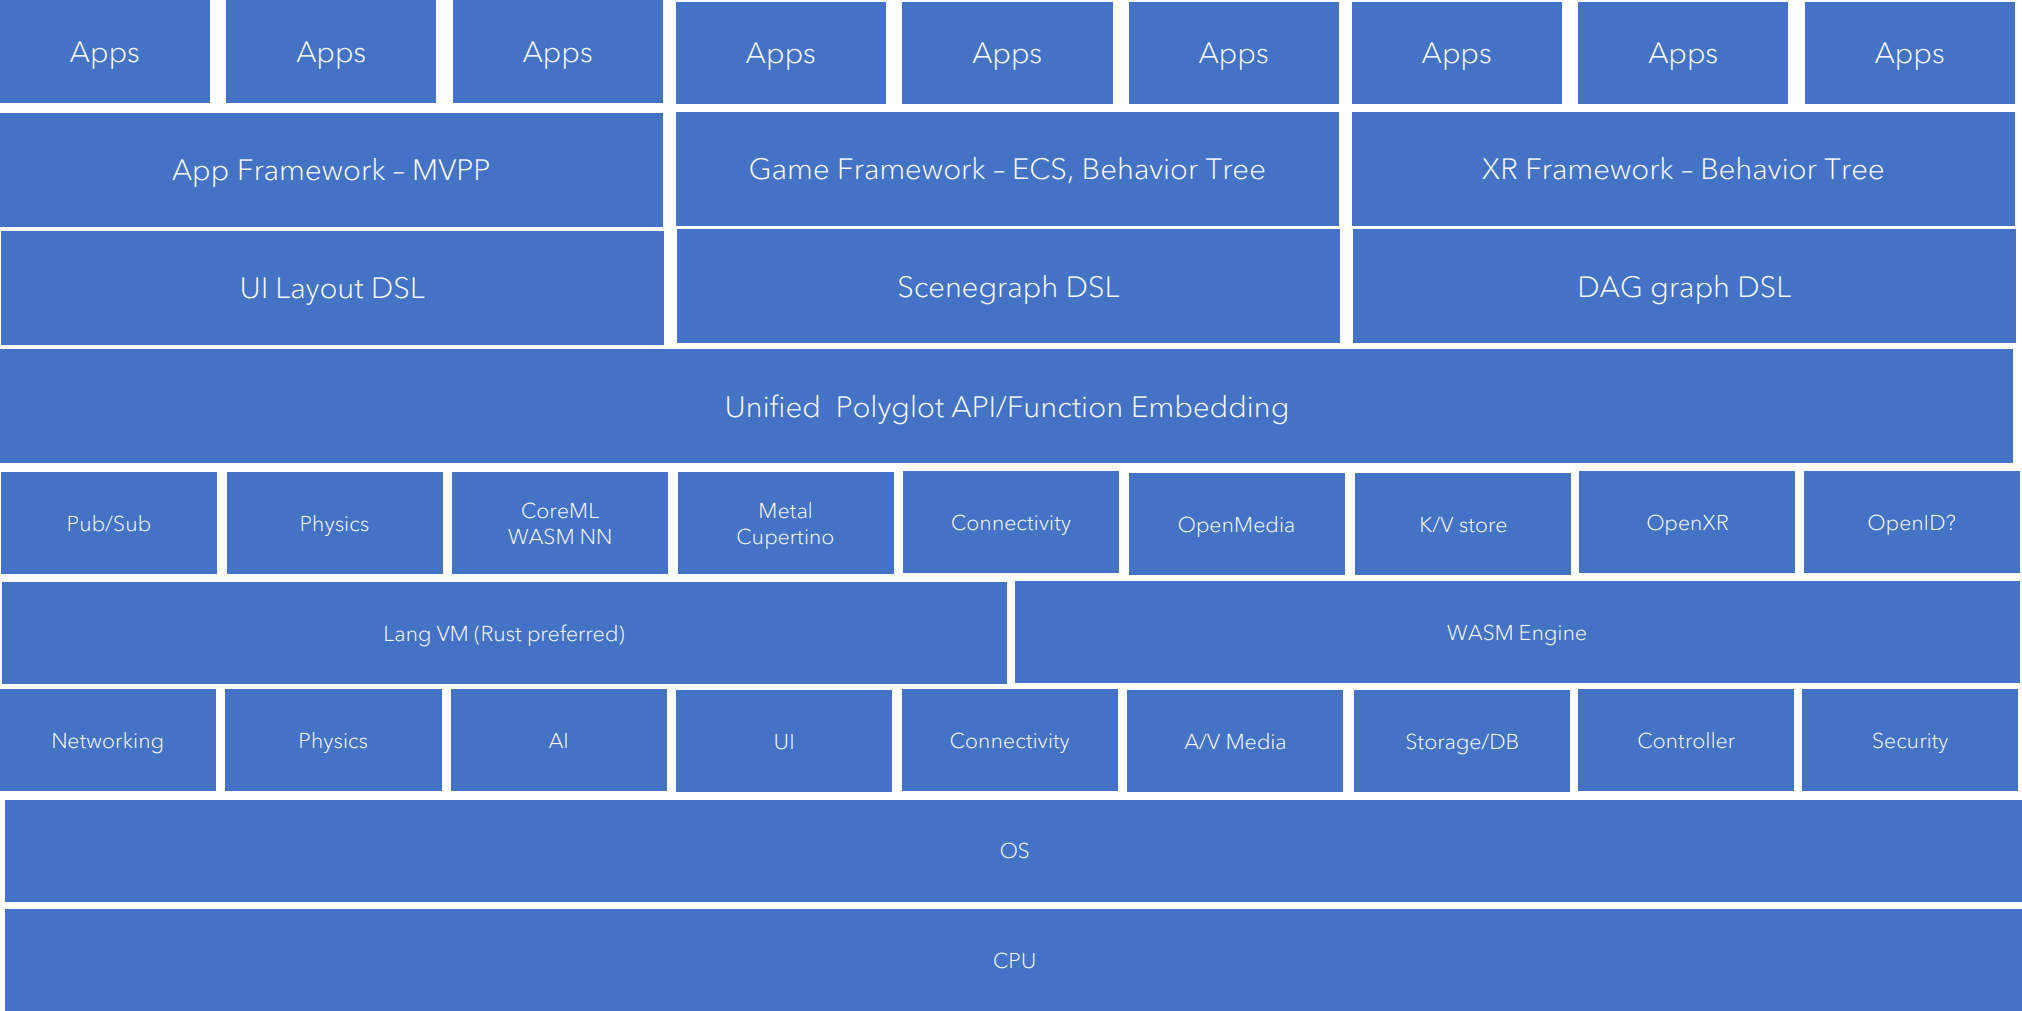 Apps
Apps
Apps
Apps
Apps
Apps
Apps
Apps
Apps
App Framework – MVPP
Game Framework – ECS, Behavior Tree
XR Framework – Behavior Tree
UI Layout DSL
Scenegraph DSL
DAG graph DSL
Unified  Polyglot API/Function Embedding
Pub/Sub
Physics
CoreML
WASM NN
Metal
Cupertino
Connectivity
OpenMedia
K/V store
OpenXR
OpenID?
Lang VM (Rust preferred)
WASM Engine
Networking
Physics
AI
UI
Connectivity
A/V Media
Storage/DB
Controller
Security
OS
CPU